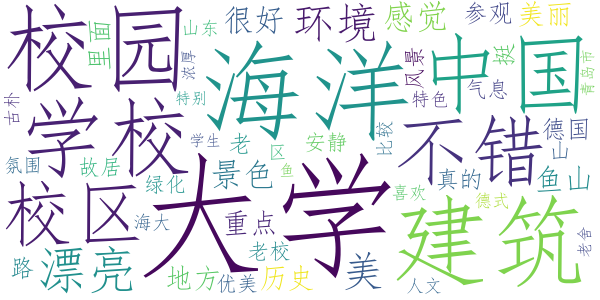 校园
里面
山东
浓厚
很好
环境
感觉
参观
美丽
海洋
中国
风景
挺
青岛市
特别
特色
气息
古朴
学校
学生
老
区
鱼
安静
比较
不错
德国
山
氛围
故居
绿化
景色
大学
真的
鱼山
喜欢
校区
海大
重点
建筑
德式
老舍
路
漂亮
地方
优美
老校
历史
美
人文